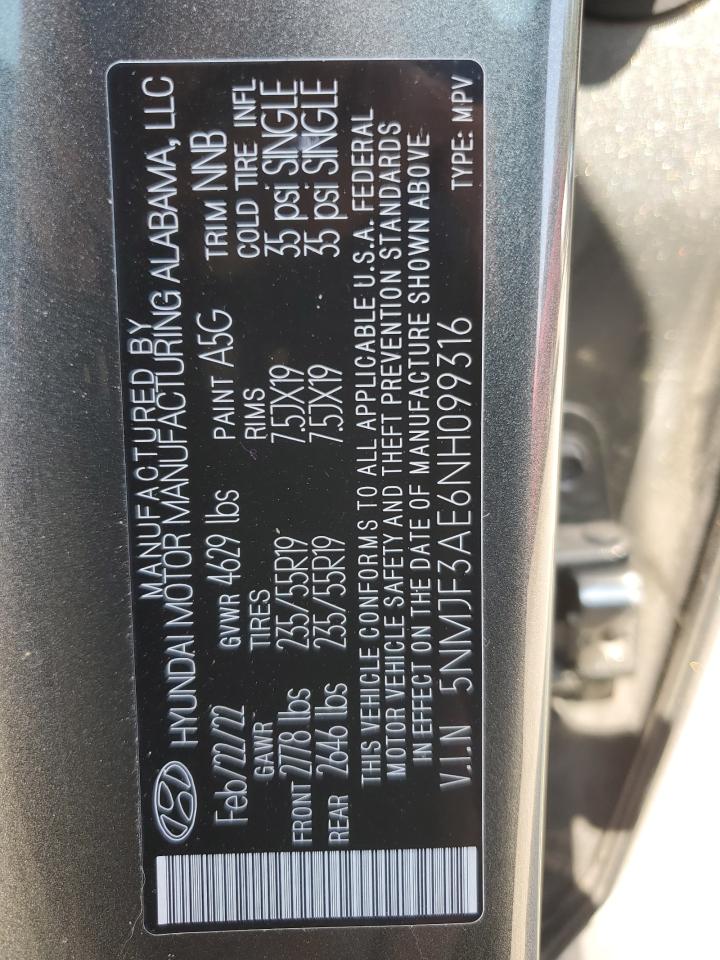 MANUFACTURED BY
HYUNDAI MOTOR MANUFACTURING ALABAMA, LLC
Feb/22/22 GVWR 4629 lbs PAINT A5G TRIM NNB
GAWR TIRES RIMS COLD TIRE INFL
FRONT 2778 lbs 235/55R19 7.5JX19 35 psi SINGLE
REAR 2646 lbs 235/55R19 7.5JX19 35 psi SINGLE
THIS VEHICLE CONFORMS TO ALL APPLICABLE U.S.A. FEDERAL
MOTOR VEHICLE SAFETY AND THEFT PREVENTION STANDARDS
IN EFFECT ON THE DATE OF MANUFACTURE SHOWN ABOVE
V.I.N 5NMJF3AE6NH099316 TYPE: MPV